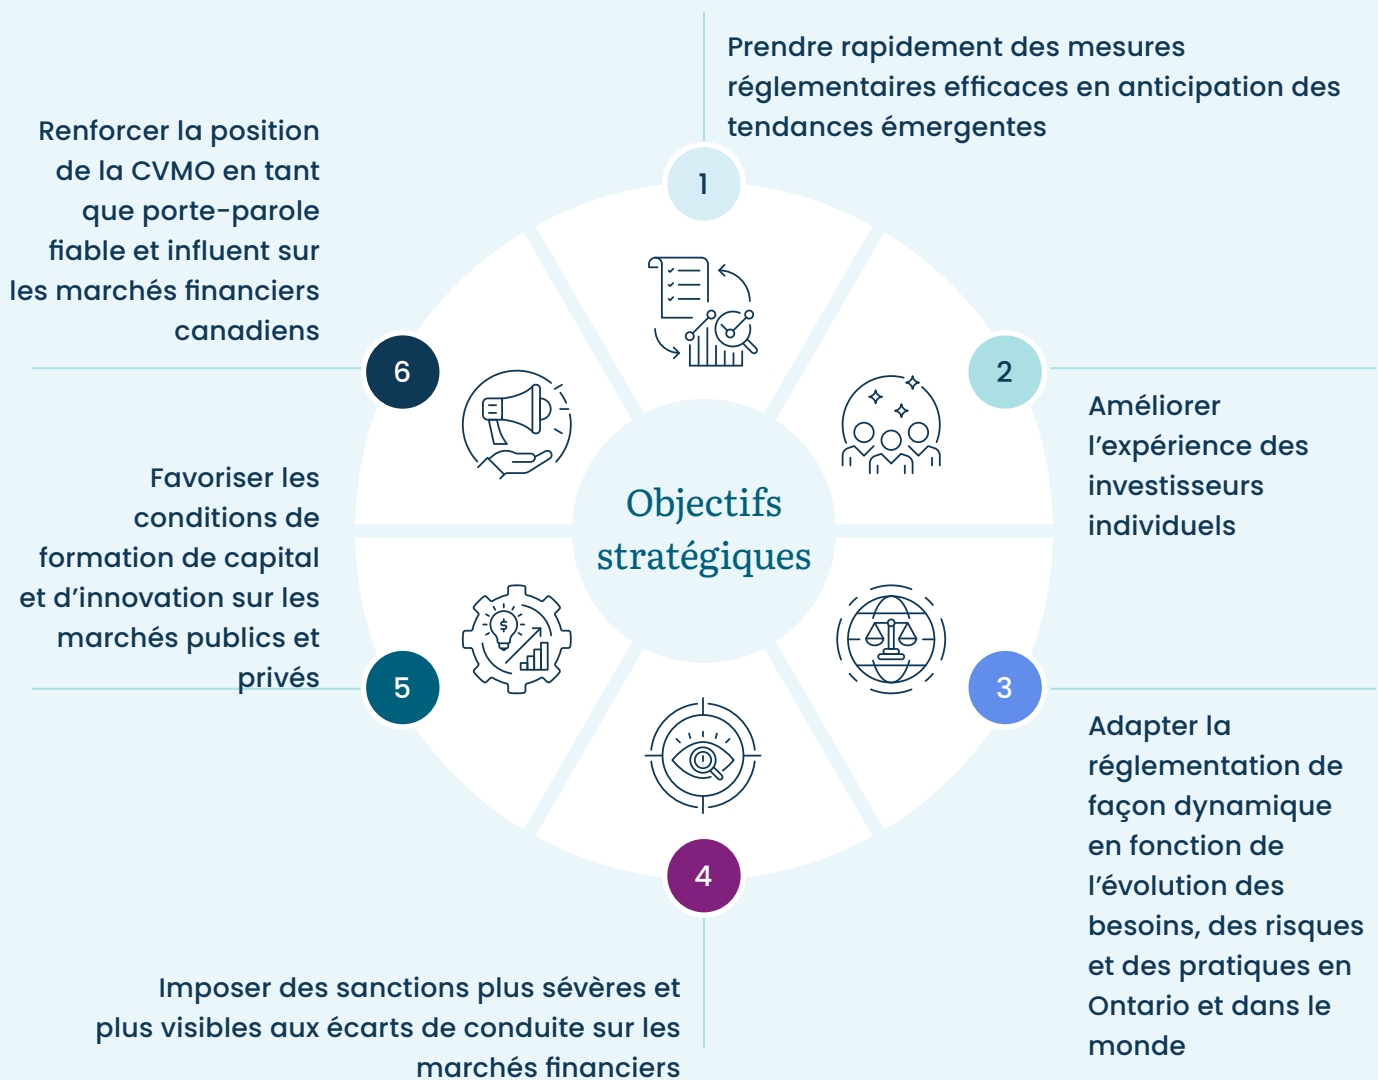 Objectifs
stratégiques
1
Prendre rapidement des mesures
réglementaires efficaces en anticipation des
tendances émergentes
2
Améliorer
l’expérience des
investisseurs
individuels
3
Adapter la
réglementation de
façon dynamique
en fonction de
l’évolution des
besoins, des risques
et des pratiques en
Ontario et dans le
monde
4
Imposer des sanctions plus sévères et
plus visibles aux écarts de conduite sur les
marchés financiers
5
Favoriser les
conditions de
formation de capital
et d’innovation sur les
marchés publics et
privés
6
Renforcer la position
de la CVMO en tant
que porte-parole
fiable et influent sur
les marchés financiers
canadiens
$